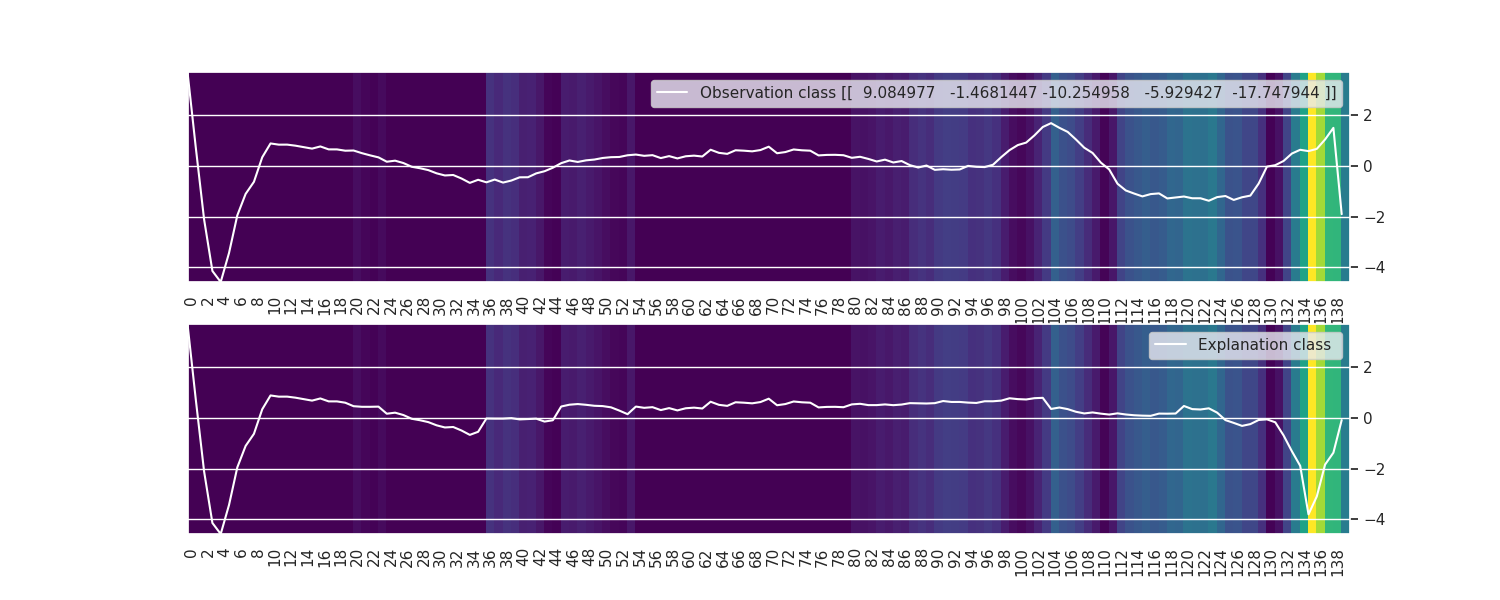 Observation class [[ 9.084977 -1.4681447 -10.254958 -5.929427 -17.747944 ]]
2
0
−2
−4
0 2 4 6 8 10 12 14 16 18 20 22 24 26 28 30 32 34 36 38 40 42 44 46 48 50 52 54 56 58 60 62 64 66 68 70 72 74 76 78 80 82 84 86 88 90 92 94 96 98 100 102 104 106 108 110 112 114 116 118 120 122 124 126 128 130 132 134 136 138
Explanation class
2
0
−2
−4
0 2 4 6 8 10 12 14 16 18 20 22 24 26 28 30 32 34 36 38 40 42 44 46 48 50 52 54 56 58 60 62 64 66 68 70 72 74 76 78 80 82 84 86 88 90 92 94 96 98 100 102 104 106 108 110 112 114 116 118 120 122 124 126 128 130 132 134 136 138